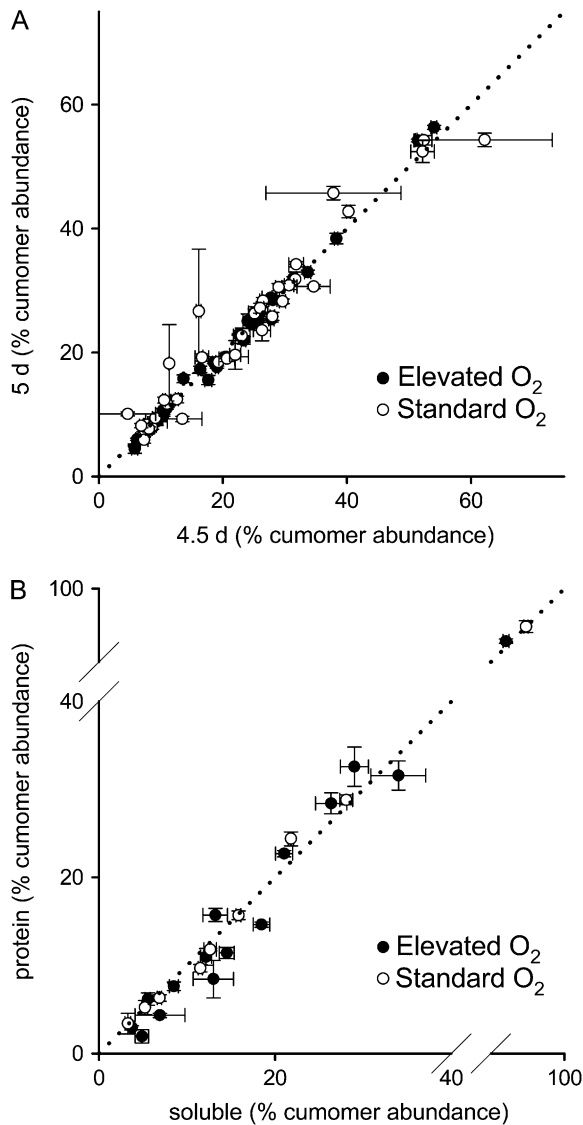 A
60
40
20
0
5 d (% cumomer abundance)
Elevated O2
Standard O2
0 20 40 60
4.5 d (% cumomer abundance)
B
100
40
20
0
protein (% cumomer abundance)
Elevated O2
Standard O2
0 20 40 100
soluble (% cumomer abundance)